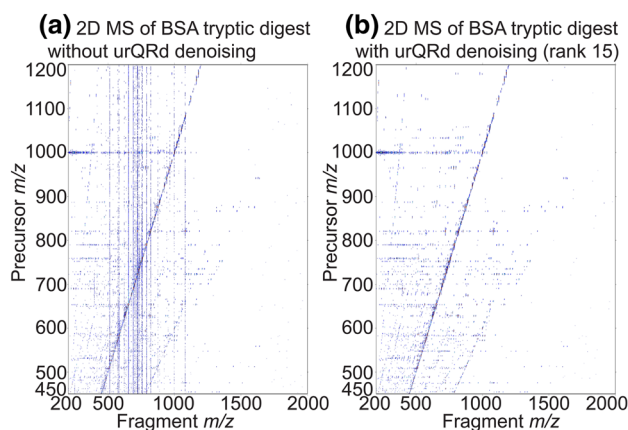 (a) 2D MS of BSA tryptic digest
without urQRd denoising
(b) 2D MS of BSA tryptic digest
with urQRd denoising (rank 15)
Precursor m/z
1200
1100
1000
900
800
700
600
500
450
200 500 1000 1500 2000
Fragment m/z
Precursor m/z
1200
1100
1000
900
800
700
600
500
450
200 500 1000 1500 2000
Fragment m/z